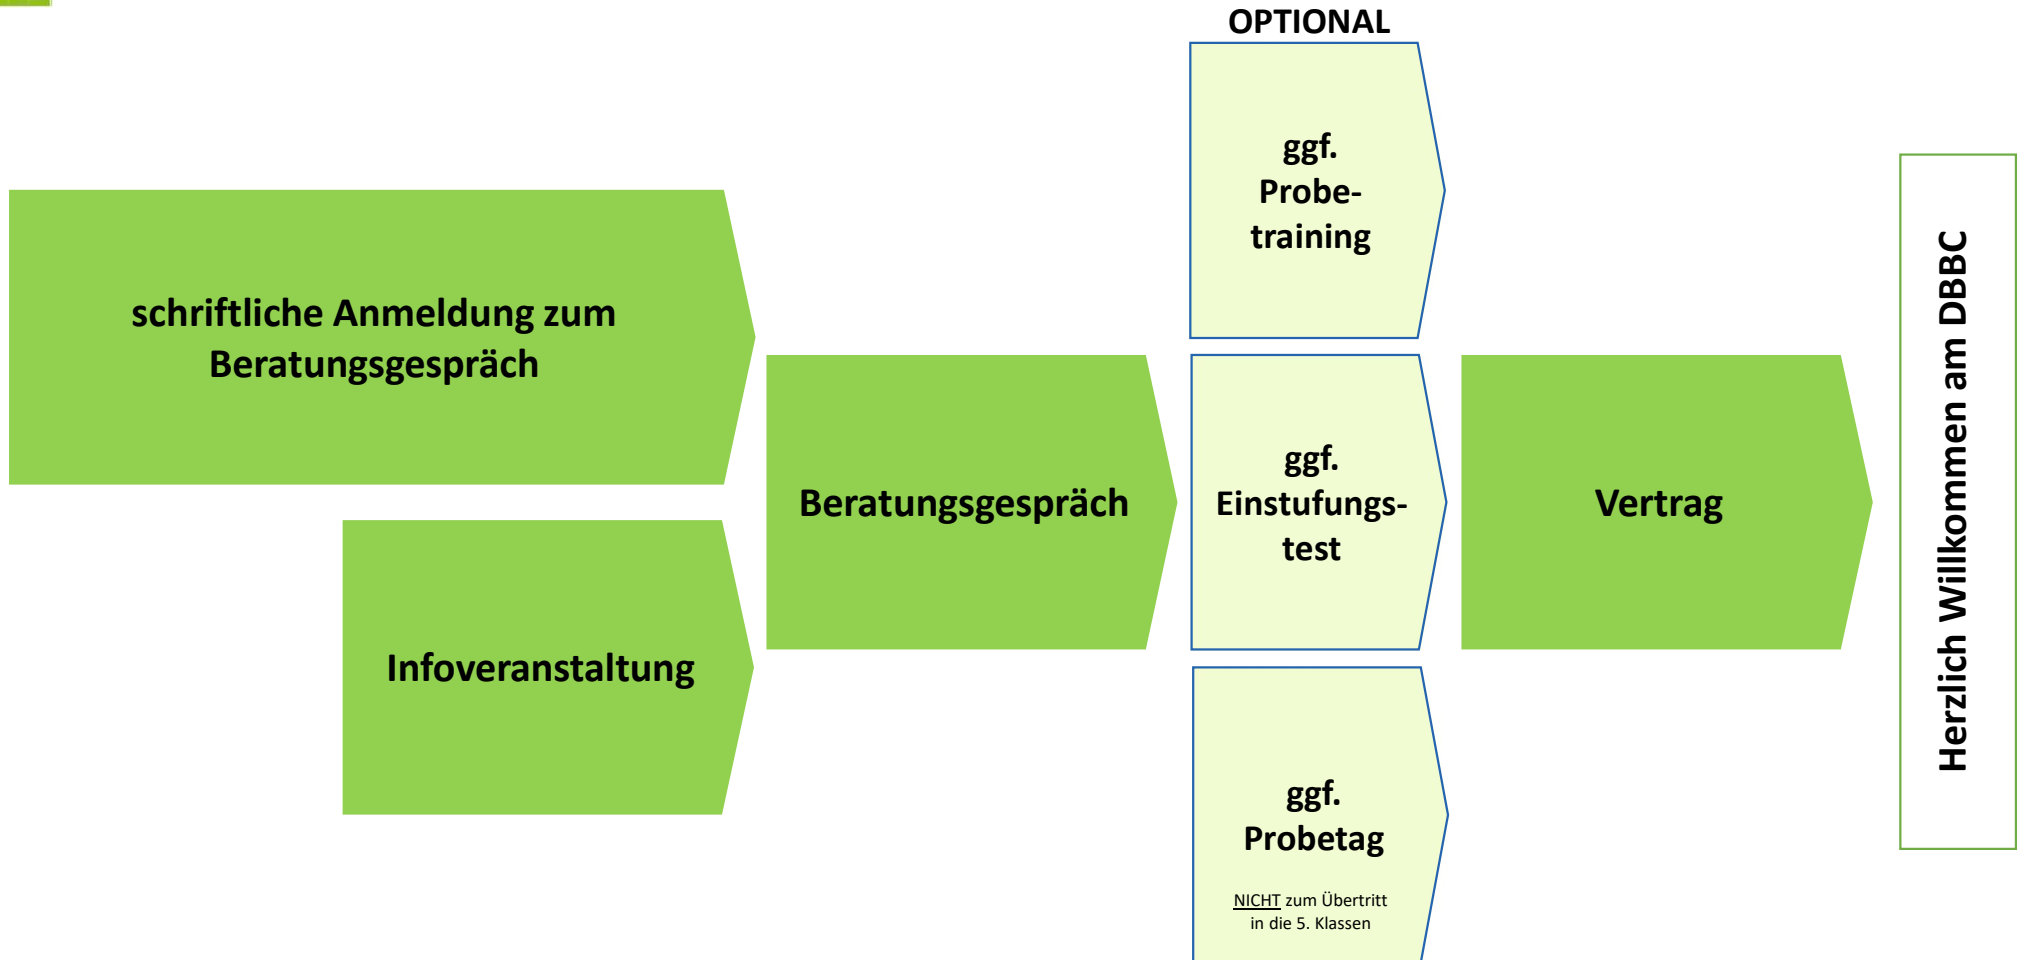 schriftliche Anmeldung zum
Beratungsgespräch
Infoveranstaltung
Beratungsgespräch
OPTIONAL
ggf.
Probe-
training
ggf.
Einstufungs-
test
ggf.
Probetag
NICHT zum Übertritt
in die 5. Klassen
Vertrag
Herzlich Willkommen am DBBC